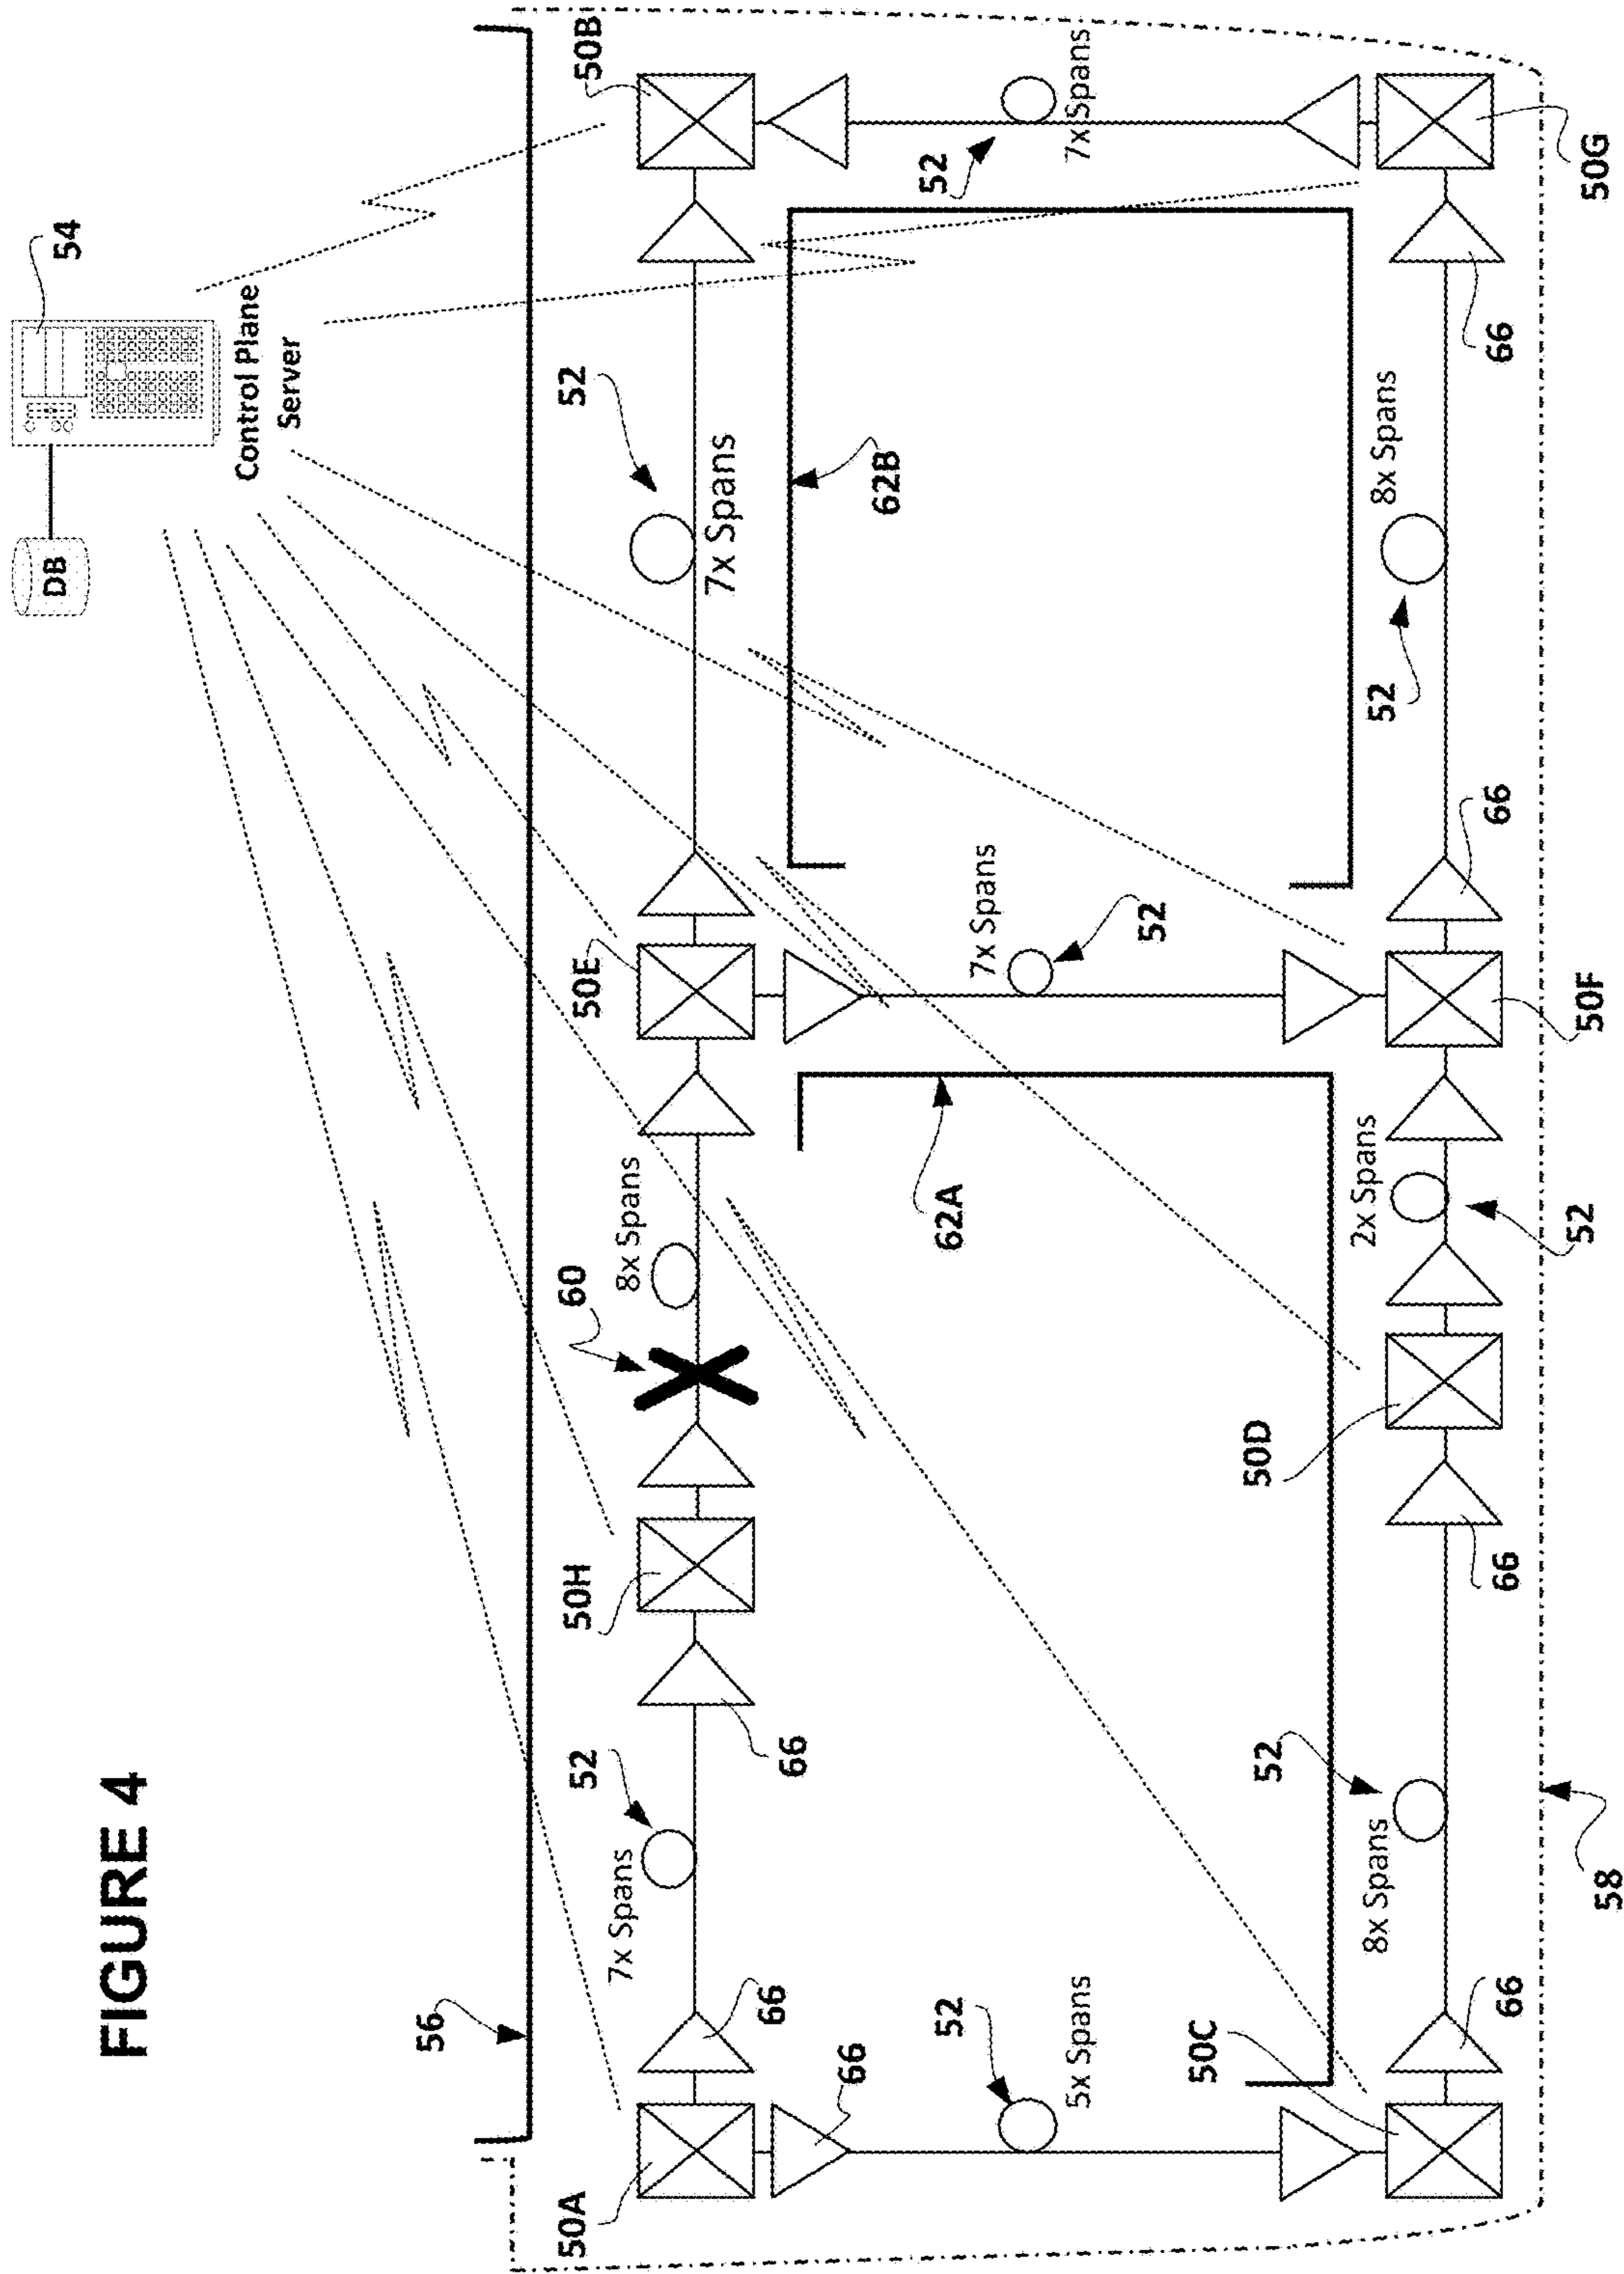 FIGURE 4
DB
54
Control Plane
Server
56
50A
52
50H
60
50E
52
50B
7x Spans
8x Spans
7x Spans
66
66
66
62B
52
62A
52
7x Spans
5x Spans
7x Spans
52
50C
52
50D
8x Spans
2x Spans
52
8x Spans
66
66
66
66
58
52
50F
50G